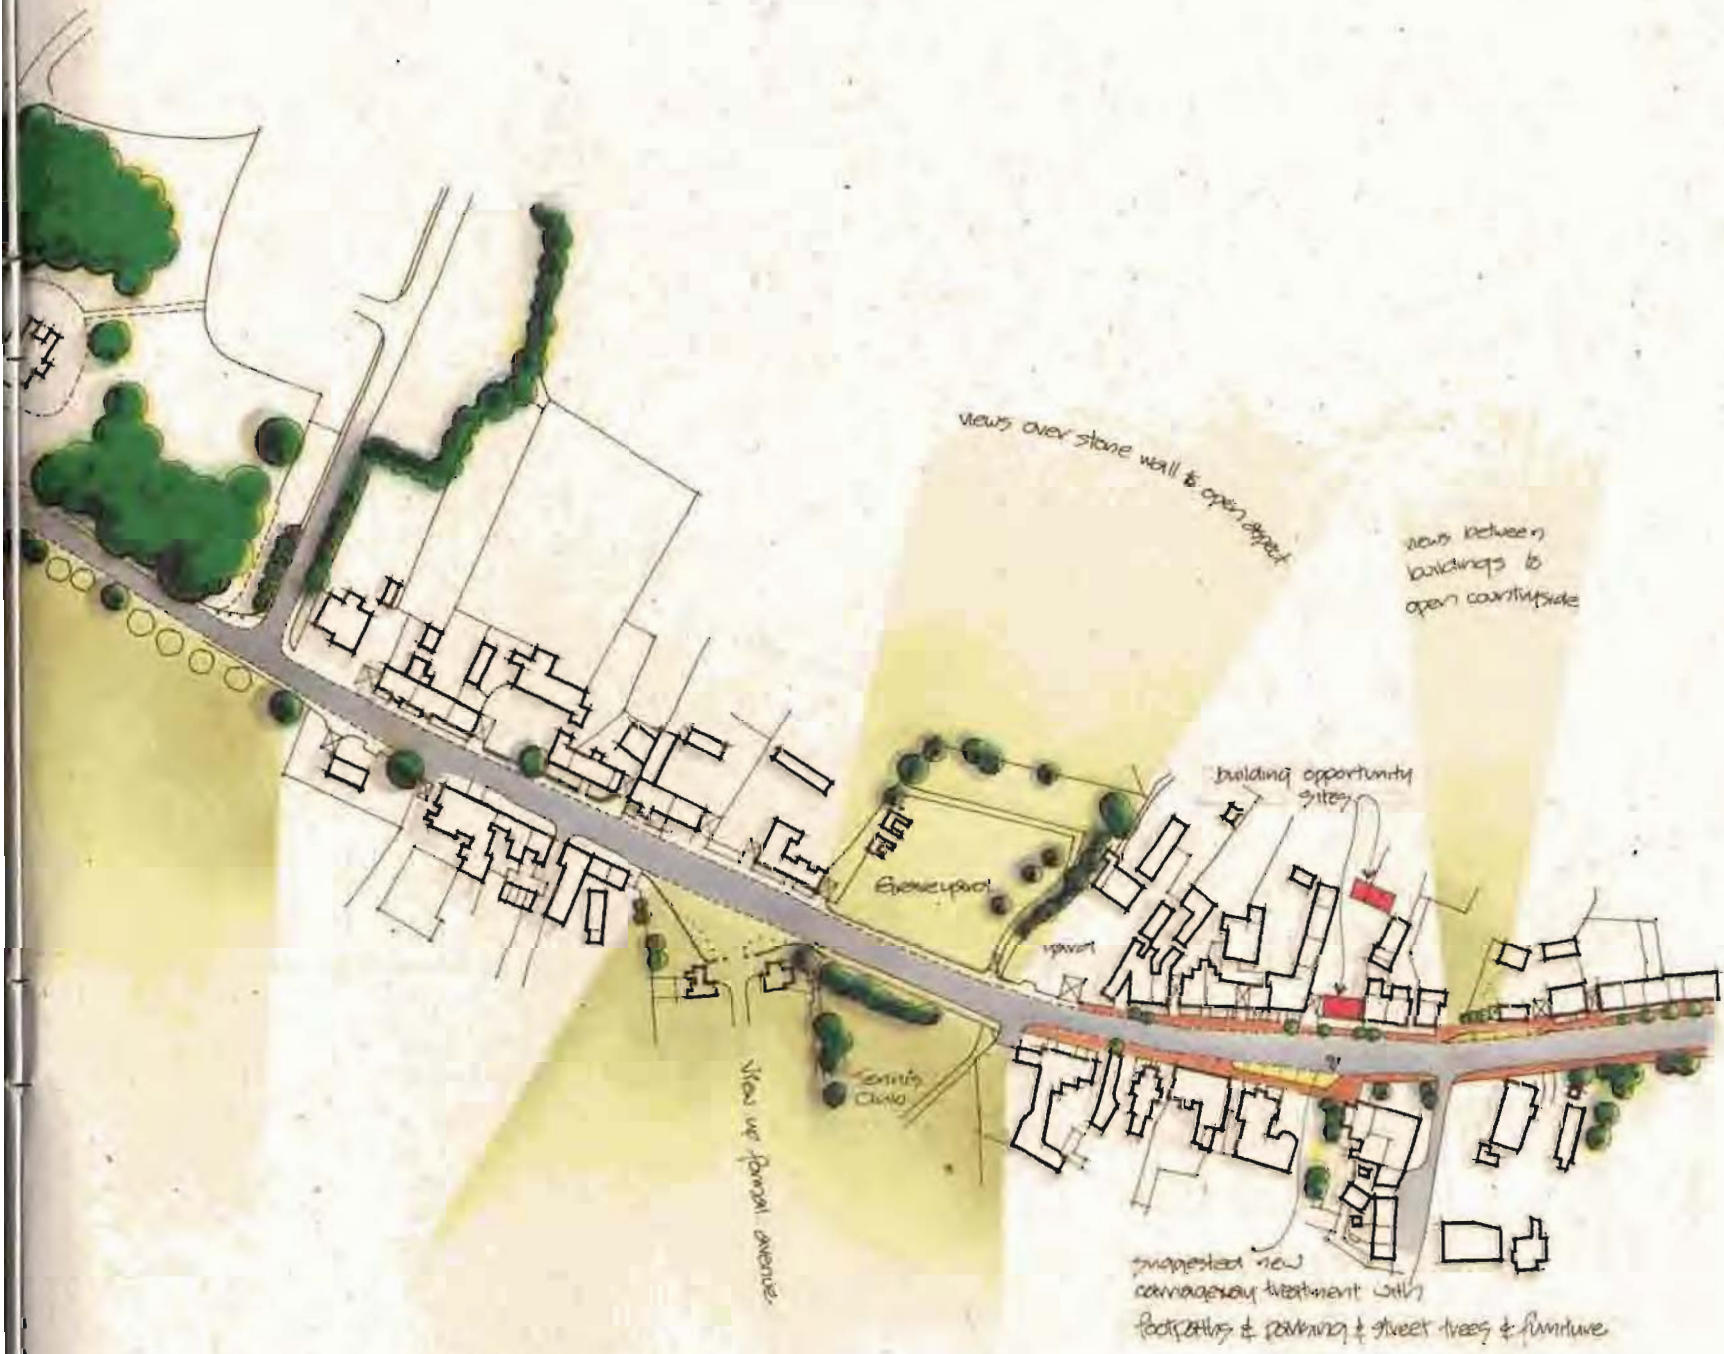 views over stone wall to open aspect
views between
buildings to
open countryside
building opportunity
sites
Graveyard
Tennis
Club
View up formal avenue
suggested new
carriageway treatment with
footpaths & parking & street trees & furniture